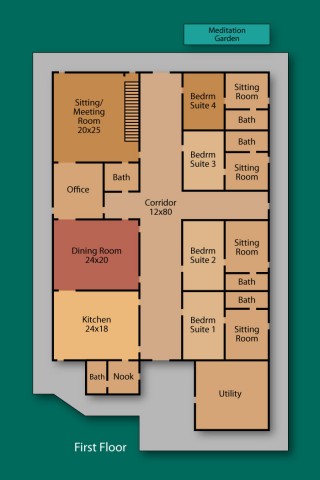 Meditation
Garden
Sitting/
Meeting
Room
20x25
Bedrm
Suite 4
Sitting
Room
Bath
Bath
Bedrm
Suite 3
Sitting
Room
Office
Bath
Corridor
12x80
Dining Room
24x20
Bedrm
Suite 2
Sitting
Room
Bath
Kitchen
24x18
Bedrm
Suite 1
Bath
Sitting
Room
Bath
Nook
Utility
First Floor